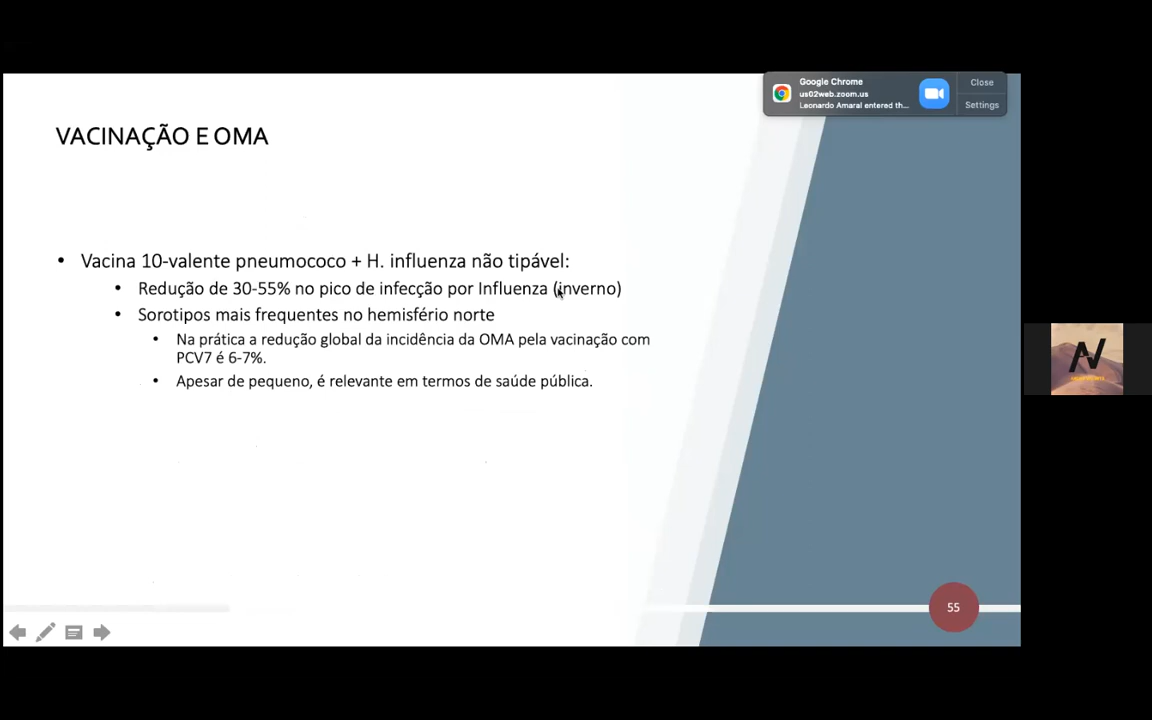 Google Chrome
Close
us02web.zoom.us
Leonardo Amaral entered th...
Settings
VACINAÇÃO E OMA
• Vacina 10-valente pneumococo + H. influenza não tipável:
• Redução de 30-55% no pico de infecção por Influenza (inverno)
• Sorotipos mais frequentes no hemisfério norte
• Na prática a redução global da incidência da OMA pela vacinação com
PCV7 é 6-7%.
• Apesar de pequeno, é relevante em termos de saúde pública.
55